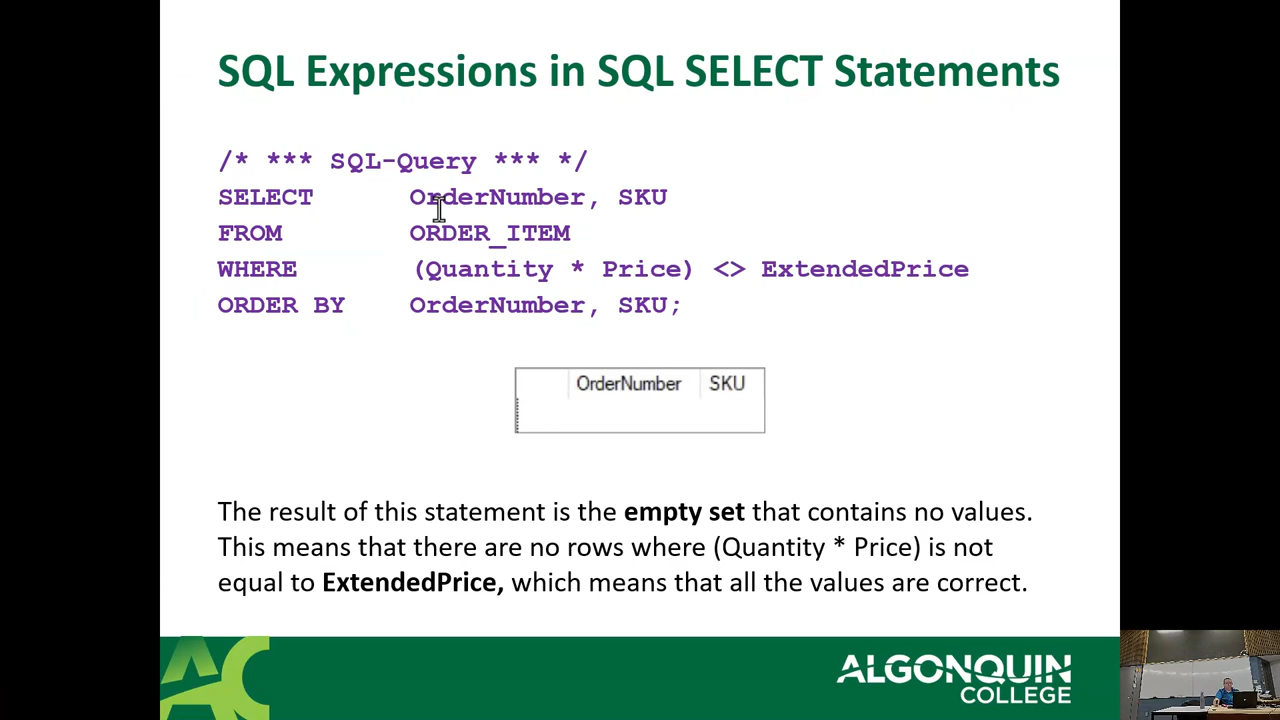 SQL Expressions in SQL SELECT Statements
/* *** SQL-Query *** */
SELECT OrderNumber, SKU
FROM ORDER_ITEM
WHERE (Quantity * Price) <> ExtendedPrice
ORDER BY OrderNumber, SKU;
OrderNumber SKU
The result of this statement is the empty set that contains no values.
This means that there are no rows where (Quantity * Price) is not
equal to ExtendedPrice, which means that all the values are correct.
AC
ALGONQUIN
COLLEGE